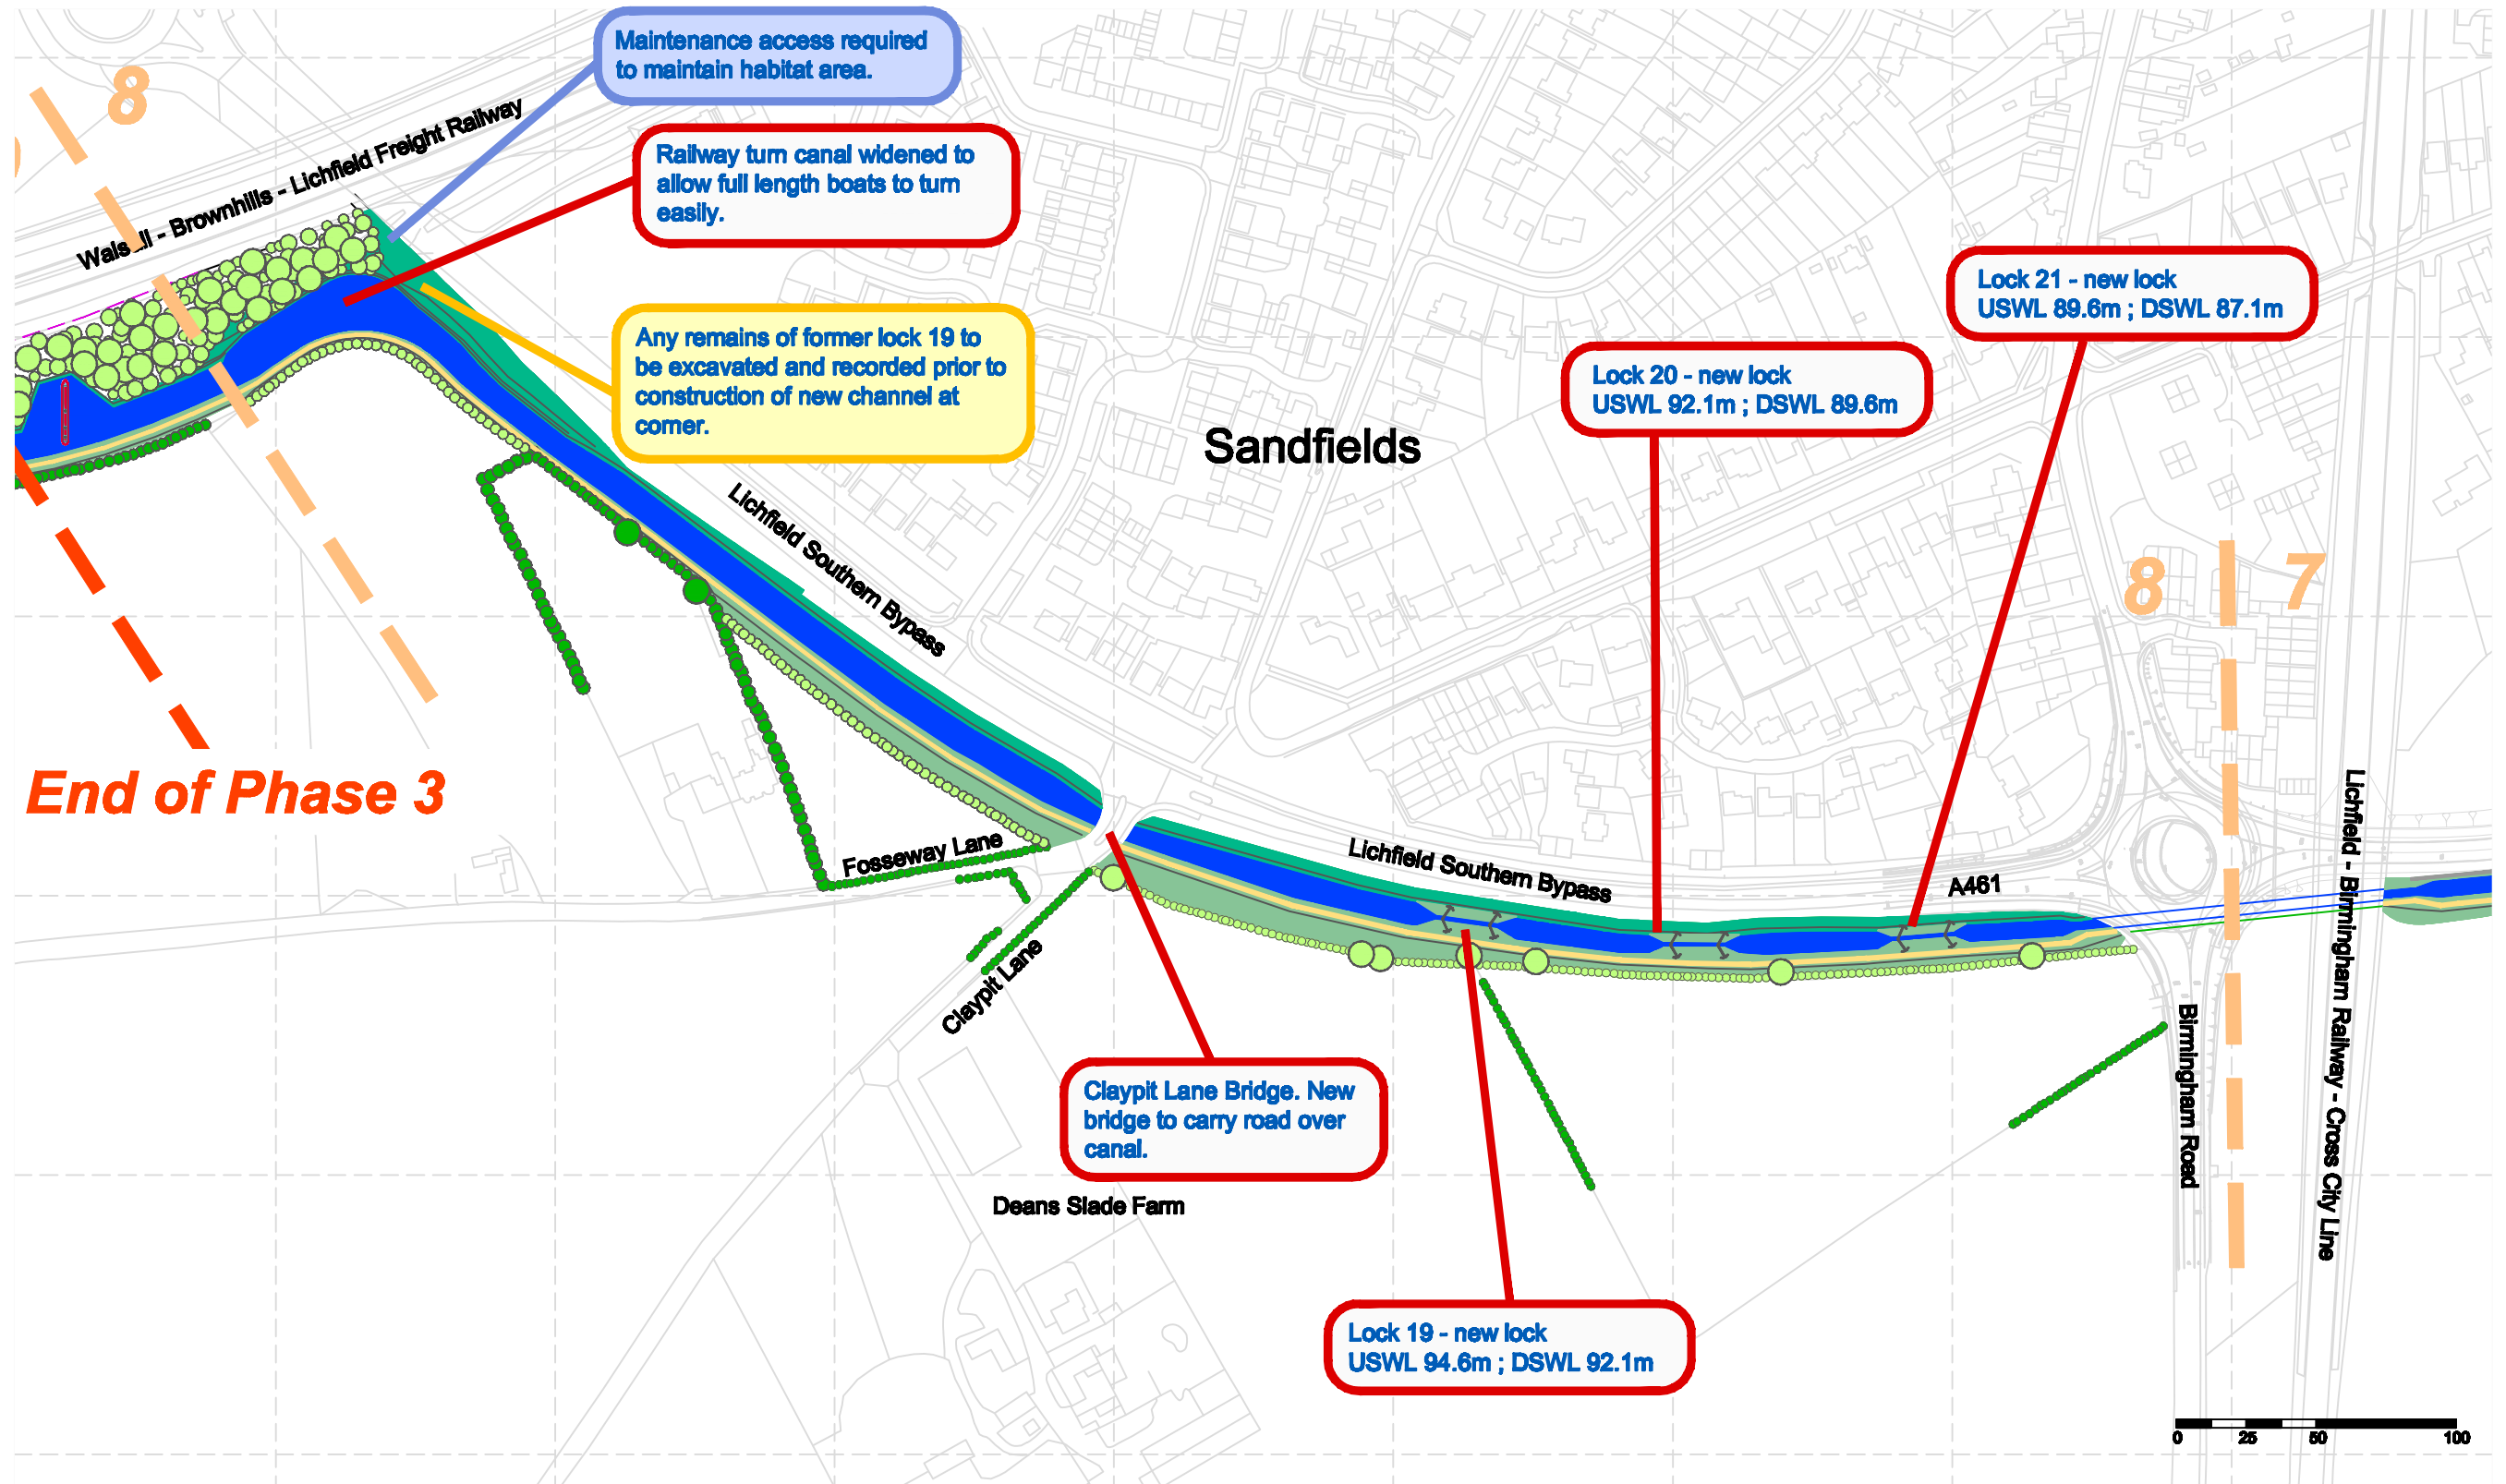 Maintenance access required
to maintain habitat area.
8
Walsall - Brownhills - Lichfield Freight Railway
Railway turn canal widened to
allow full length boats to turn
easily.
Lock 21 - new lock
USWL 89.6m ; DSWL 87.1m
Any remains of former lock 19 to
be excavated and recorded prior to
construction of new channel at
corner.
Lock 20 - new lock
USWL 92.1m ; DSWL 89.6m
Sandfields
Lichfield Southern Bypass
8
7
End of Phase 3
Fosseway Lane
Lichfield Southern Bypass
A461
Lichfield - Birmingham Railway - Cross City Line
Claypit Lane
Birmingham Road
Claypit Lane Bridge. New
bridge to carry road over
canal.
Deans Slade Farm
Lock 19 - new lock
USWL 94.6m ; DSWL 92.1m
0 25 50 100